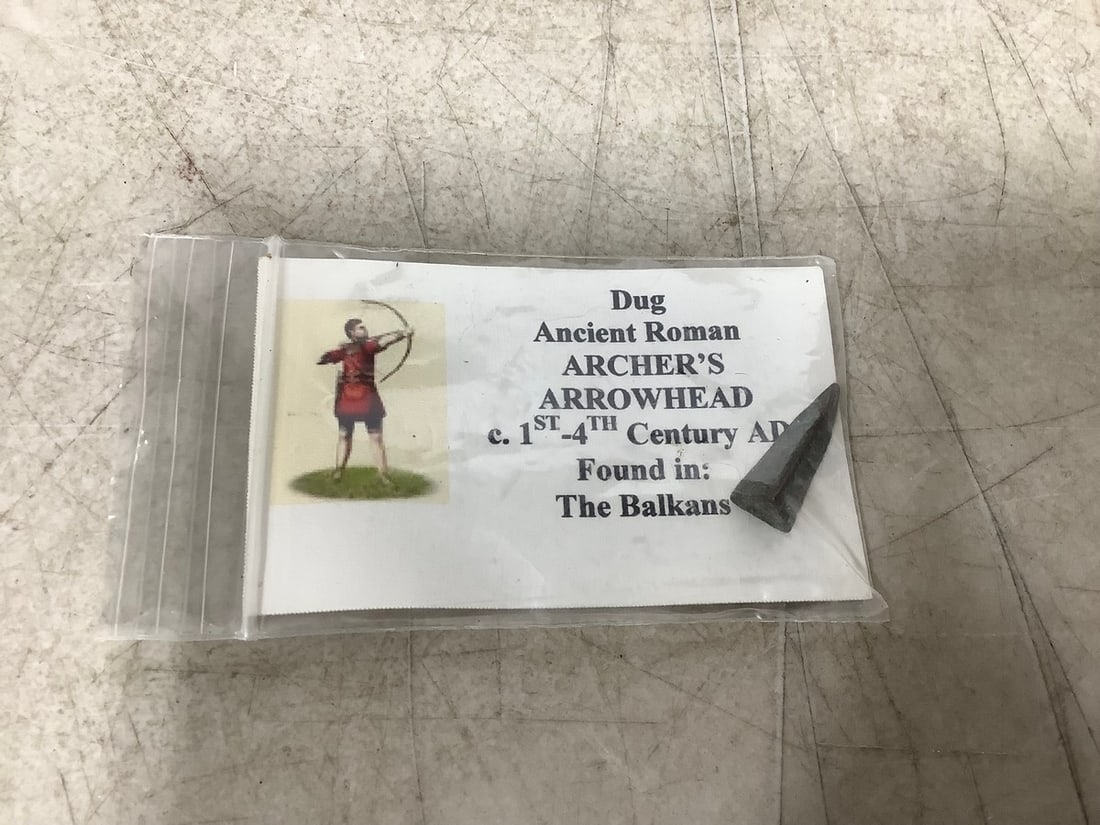 Dug
Ancient Roman
ARCHER'S
ARROWHEAD
c. 1ST-4TH Century AD
Found in:
The Balkans